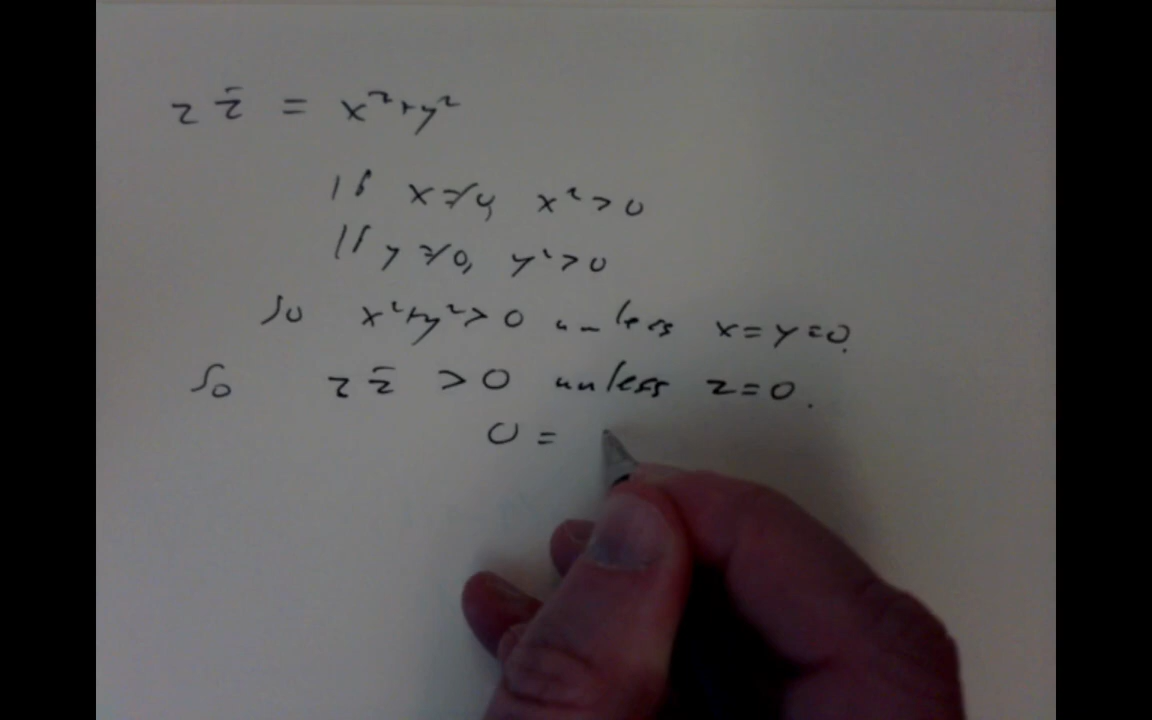 z z̄ = x²+y²
If x≠0, x²>0
If y≠0, y²>0
So x²+y²>0 unless x=y=0.
So z z̄ >0 unless z=0.
0 =